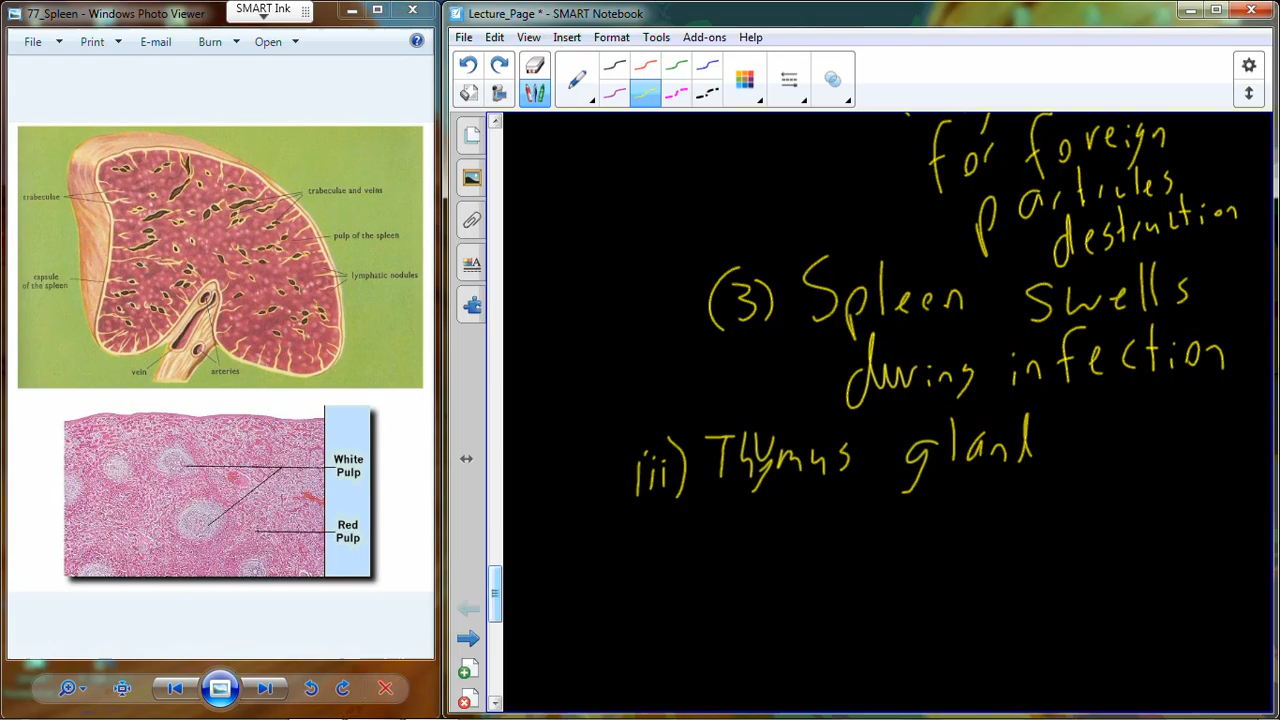 77_Spleen - Windows Photo Viewer
SMART Ink
File Print E-mail Burn Open
trabeculae
trabeculae and veins
pulp of the spleen
lymphatic nodules
capsule
of the spleen
vein
arteries
White
Pulp
Red
Pulp
Lecture_Page * - SMART Notebook
File Edit View Insert Format Tools Add-ons Help
for foreign
particles
destruction
(3) Spleen swells
during infection
iii) Thymus gland